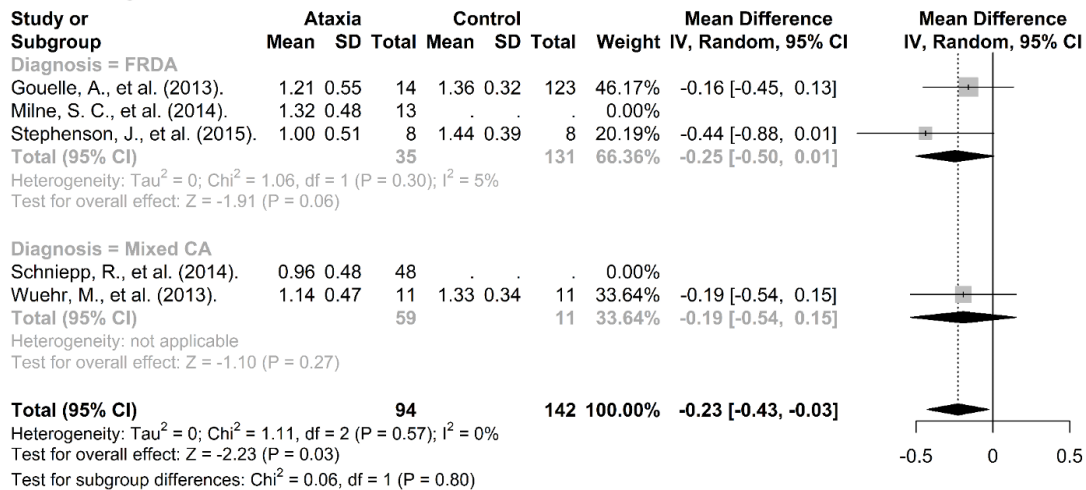 Study or Ataxia Control Mean Difference Mean Difference
Subgroup Mean SD Total Mean SD Total Weight IV, Random, 95% CI IV, Random, 95% CI
Diagnosis = FRDA
Gouelle, A., et al. (2013). 1.21 0.55 14 1.36 0.32 123 46.17% -0.16 [-0.45, 0.13]
Milne, S. C., et al. (2014). 1.32 0.48 13 . . . 0.00%
Stephenson, J., et al. (2015). 1.00 0.51 8 1.44 0.39 8 20.19% -0.44 [-0.88, 0.01]
Total (95% CI) 35 131 66.36% -0.25 [-0.50, 0.01]
Heterogeneity: Tau² = 0; Chi² = 1.06, df = 1 (P = 0.30); I² = 5%
Test for overall effect: Z = -1.91 (P = 0.06)
Diagnosis = Mixed CA
Schniepp, R., et al. (2014). 0.96 0.48 48 . . . 0.00%
Wuehr, M., et al. (2013). 1.14 0.47 11 1.33 0.34 11 33.64% -0.19 [-0.54, 0.15]
Total (95% CI) 59 11 33.64% -0.19 [-0.54, 0.15]
Heterogeneity: not applicable
Test for overall effect: Z = -1.10 (P = 0.27)
Total (95% CI) 94 142 100.00% -0.23 [-0.43, -0.03]
Heterogeneity: Tau² = 0; Chi² = 1.11, df = 2 (P = 0.57); I² = 0%
Test for overall effect: Z = -2.23 (P = 0.03)
Test for subgroup differences: Chi² = 0.06, df = 1 (P = 0.80)
-0.5 0 0.5